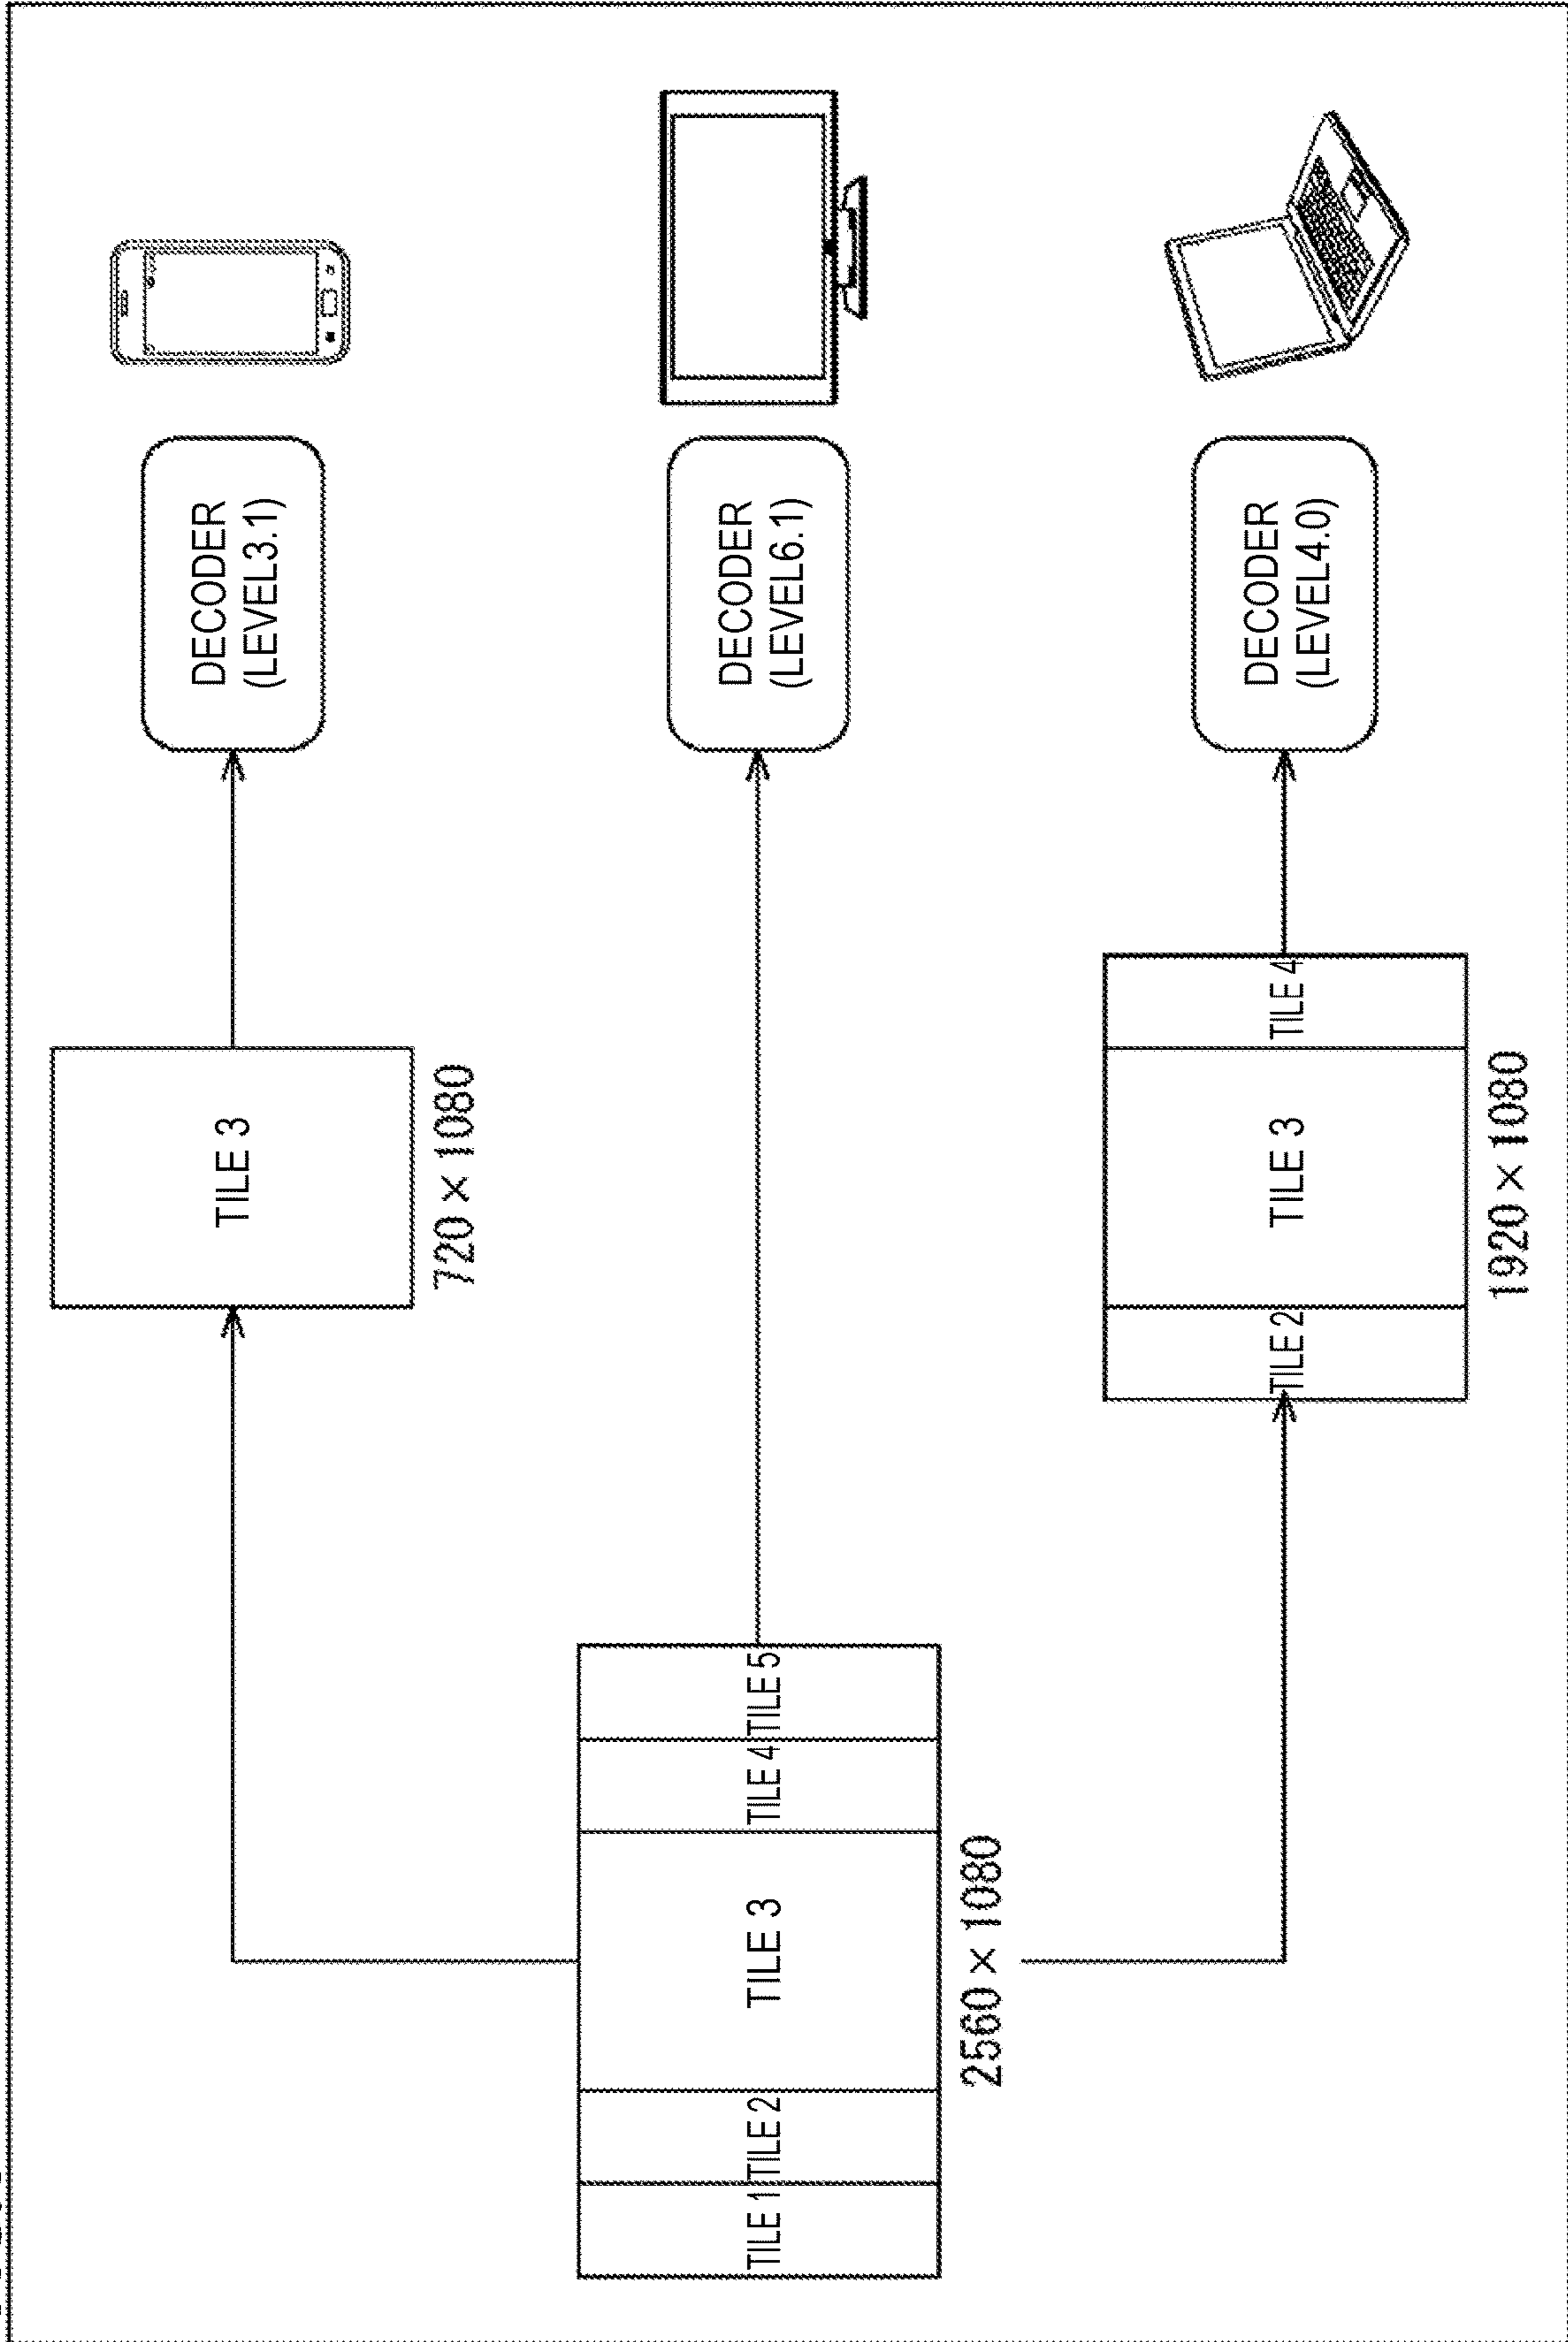 TILE 3
720 × 1080
DECODER
(LEVEL3.1)
TILE 1
TILE 2
TILE 3
TILE 4
TILE 5
2560 × 1080
DECODER
(LEVEL6.1)
TILE 2
TILE 3
TILE 4
1920 × 1080
DECODER
(LEVEL4.0)